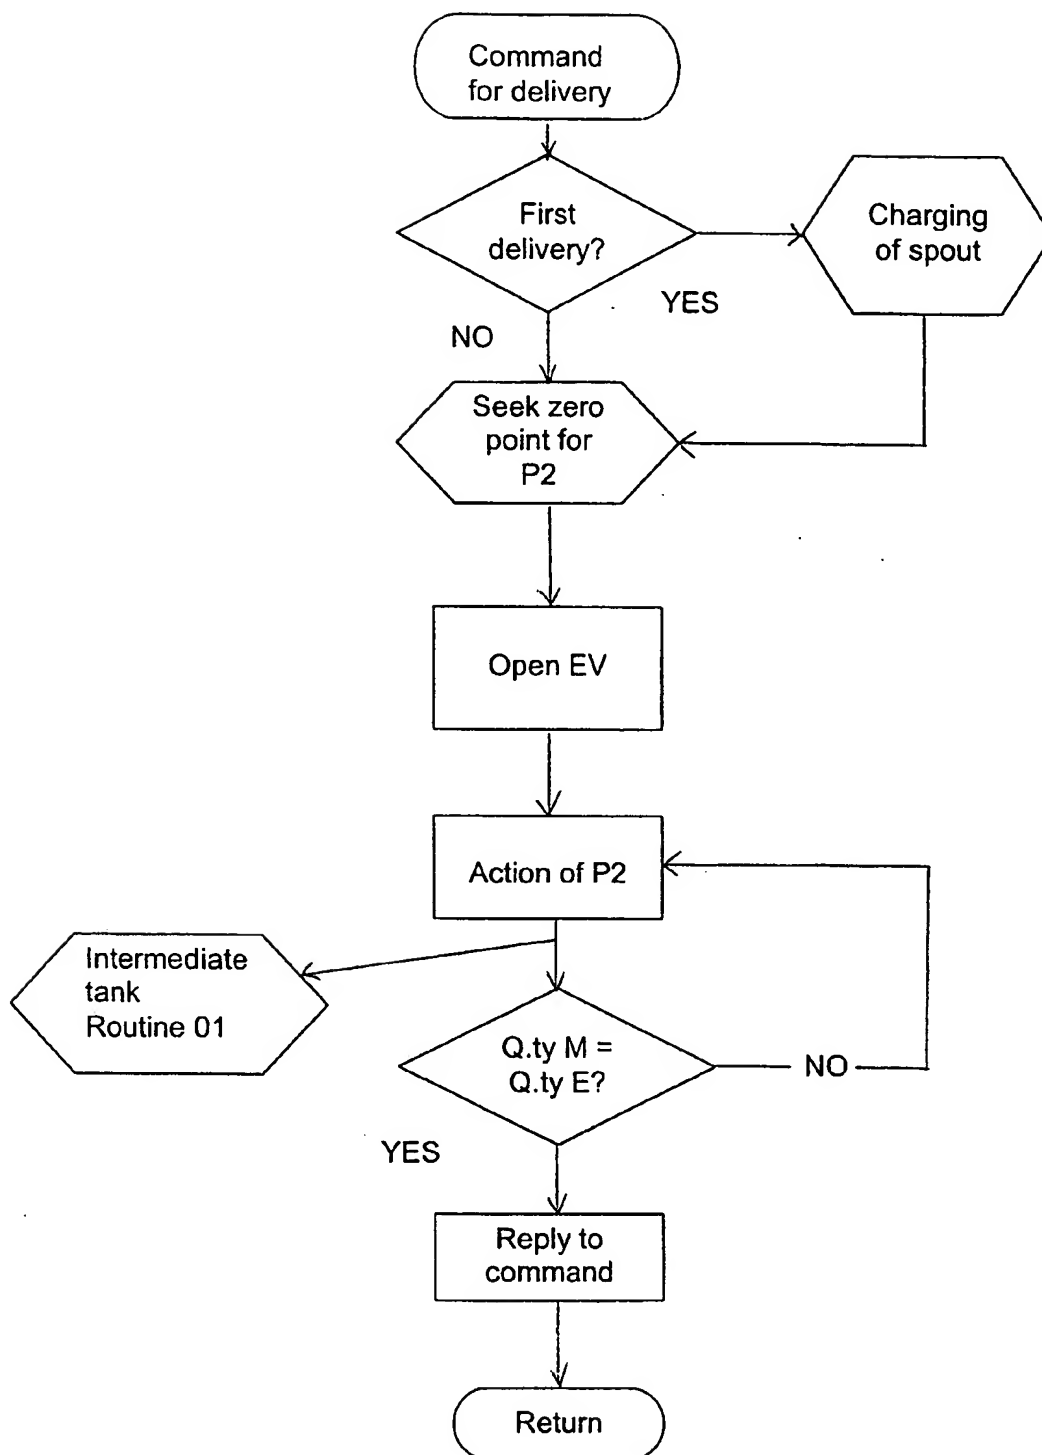 Command
for delivery
First
delivery?
Charging
of spout
YES
NO
Seek zero
point for
P2
Open EV
Action of P2
Intermediate
tank
Routine 01
Q.ty M =
Q.ty E?
NO
YES
Reply to
command
Return